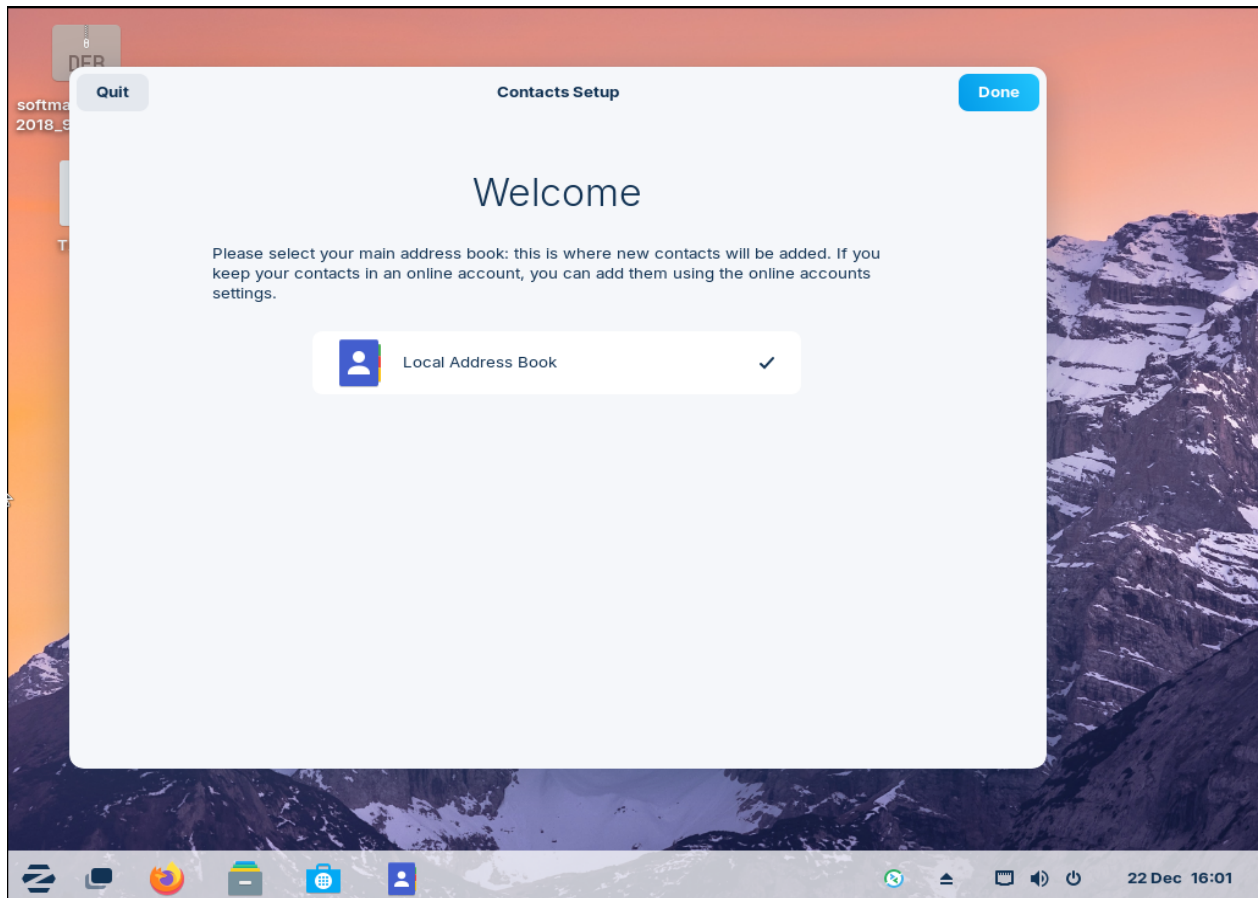 DEB
Quit
Contacts Setup
Done
softma
2018_S
Welcome
Please select your main address book: this is where new contacts will be added. If you
keep your contacts in an online account, you can add them using the online accounts
settings.
T
Local Address Book
22 Dec 16:01